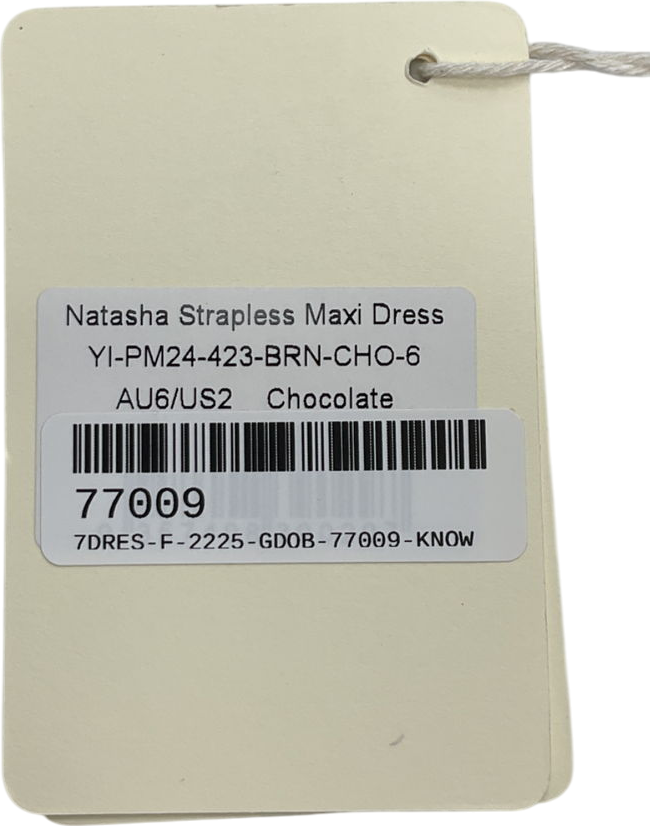 Natasha Strapless Maxi Dress
YI-PM24-423-BRN-CHO-6
AU6/US2 Chocolate
77009
7DRES-F-2225-GDOB-77009-KNOW